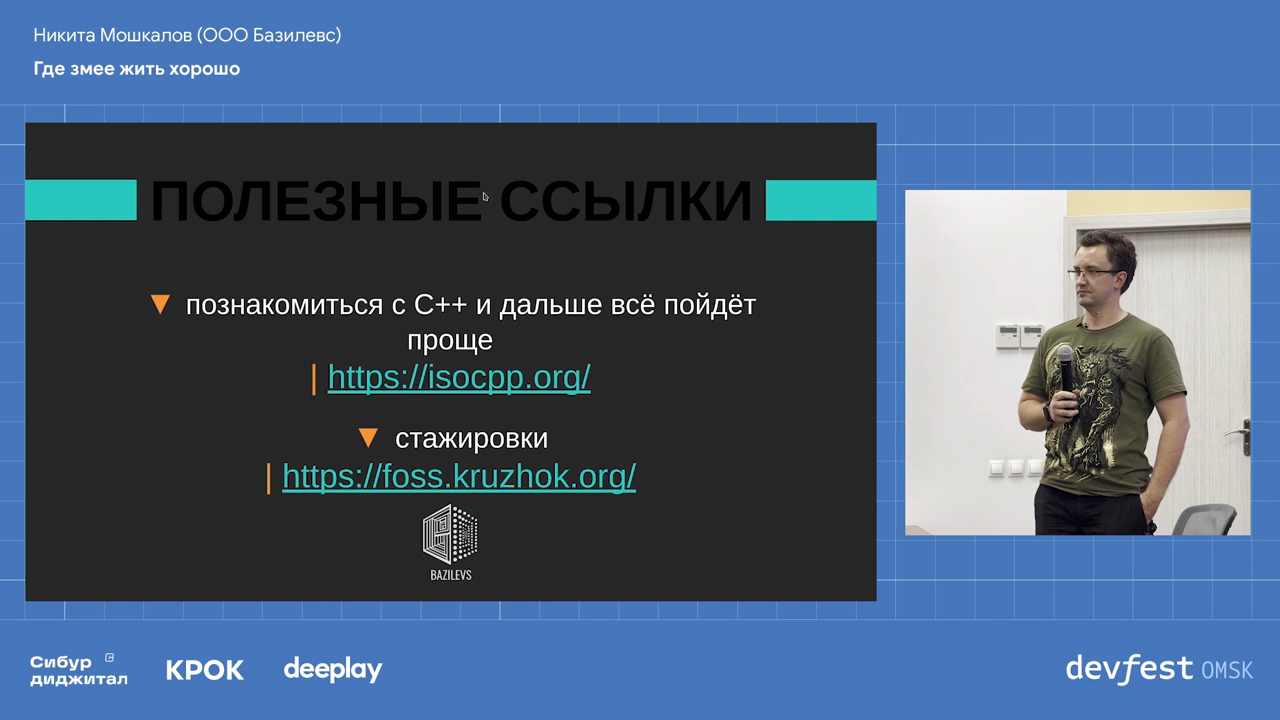 Никита Мошкалов (ООО Базилевс)
Где змее жить хорошо
ПОЛЕЗНЫЕ ССЫЛКИ
познакомиться с C++ и дальше всё пойдёт
проще
| https://isocpp.org/
стажировки
| https://foss.kruzhok.org/
BAZILEVS
Сибур
диджитал
КРОК
deeplay
devfest OMSK